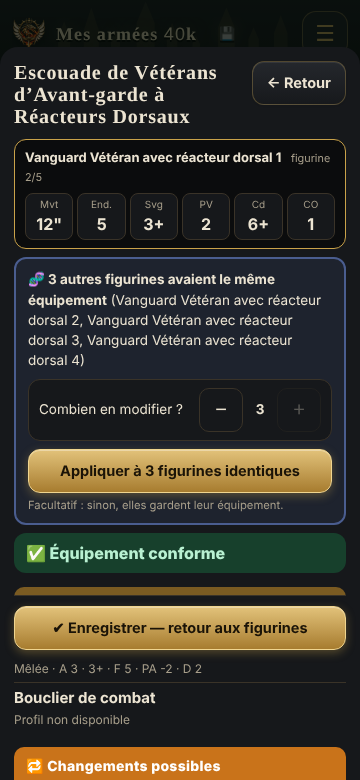 Mes armées 40k 💾 ☰
Escouade de Vétérans
d’Avant-garde à
Réacteurs Dorsaux
← Retour
Vanguard Vétéran avec réacteur dorsal 1 figurine
2/5
Mvt End. Svg PV Cd CO
12" 5 3+ 2 6+ 1
🧬 3 autres figurines avaient le même
équipement (Vanguard Vétéran avec réacteur
dorsal 2, Vanguard Vétéran avec réacteur
dorsal 3, Vanguard Vétéran avec réacteur
dorsal 4)
Combien en modifier ? − 3 +
Appliquer à 3 figurines identiques
Facultatif : sinon, elles gardent leur équipement.
✅ Équipement conforme
✔ Enregistrer — retour aux figurines
Mêlée · A 3 · 3+ · F 5 · PA -2 · D 2
Bouclier de combat
Profil non disponible
🔁 Changements possibles